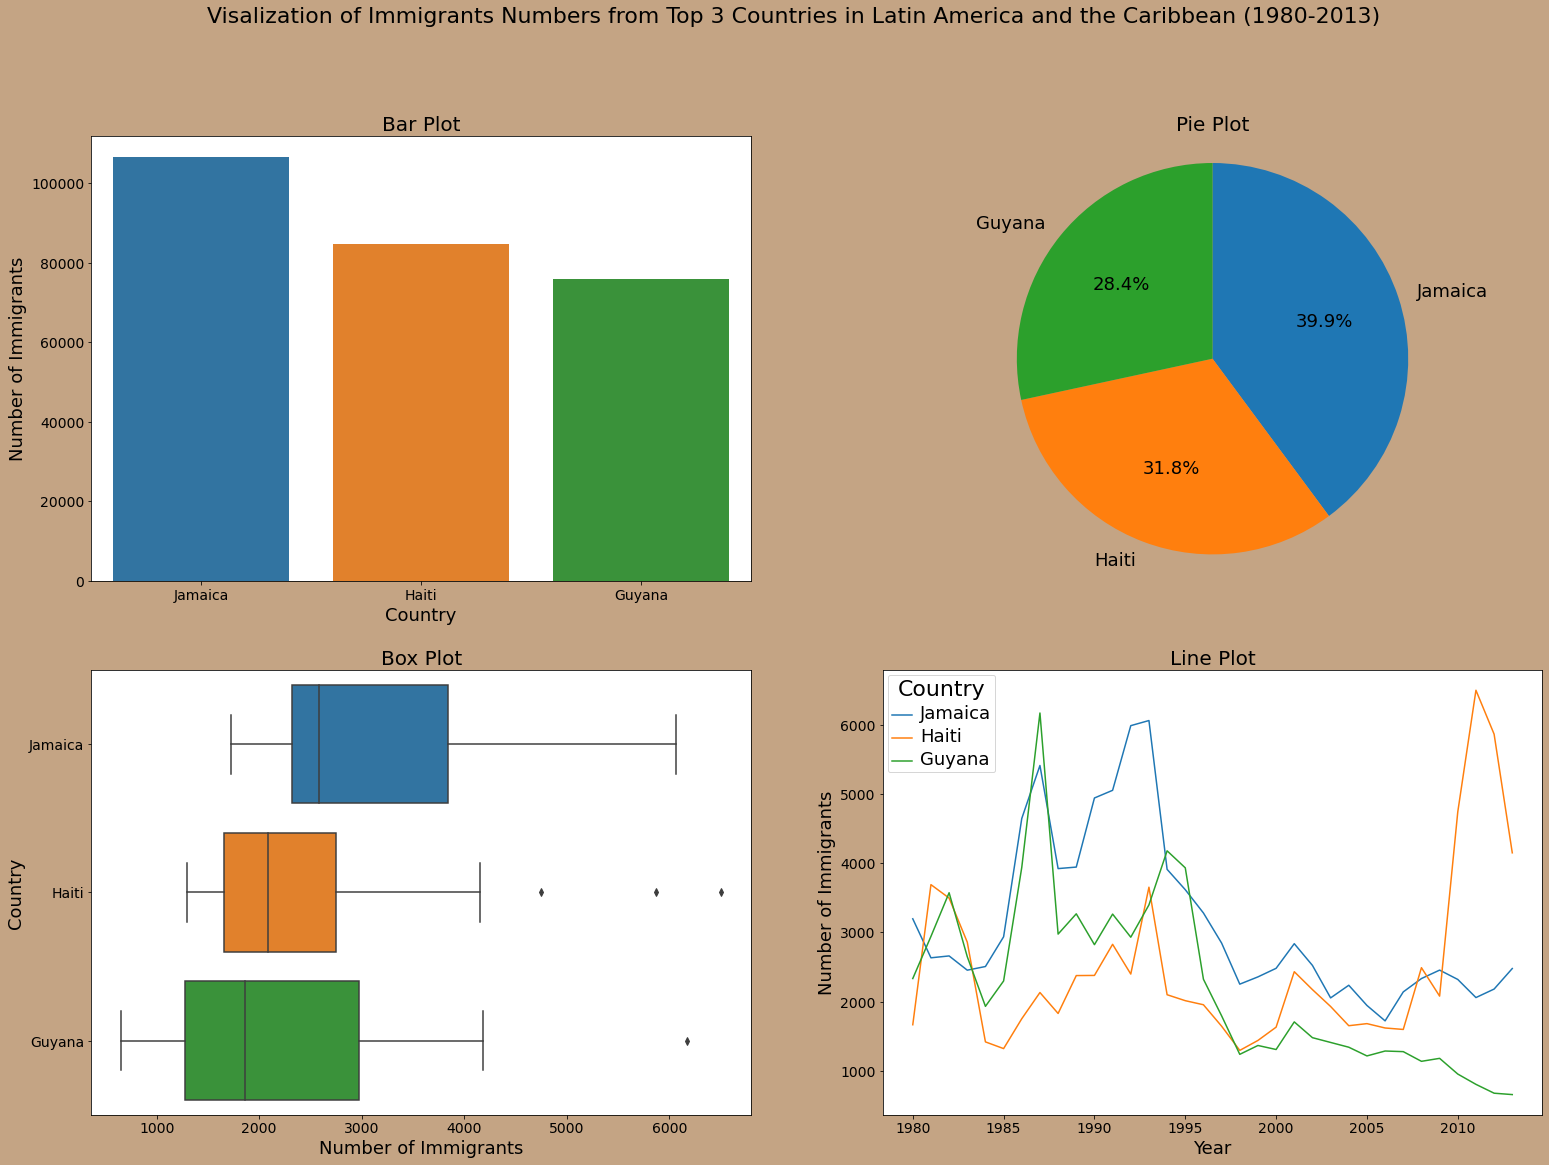 Visalization of Immigrants Numbers from Top 3 Countries in Latin America and the Caribbean (1980-2013)
Bar Plot
100000
80000
60000
40000
20000
0
Number of Immigrants
Jamaica Haiti Guyana
Country
Pie Plot
Guyana
28.4%
Jamaica
39.9%
31.8%
Haiti
Box Plot
Jamaica
Haiti
Guyana
Country
1000 2000 3000 4000 5000 6000
Number of Immigrants
Line Plot
Country
Jamaica
Haiti
Guyana
6000
5000
4000
3000
2000
1000
Number of Immigrants
1980 1985 1990 1995 2000 2005 2010
Year